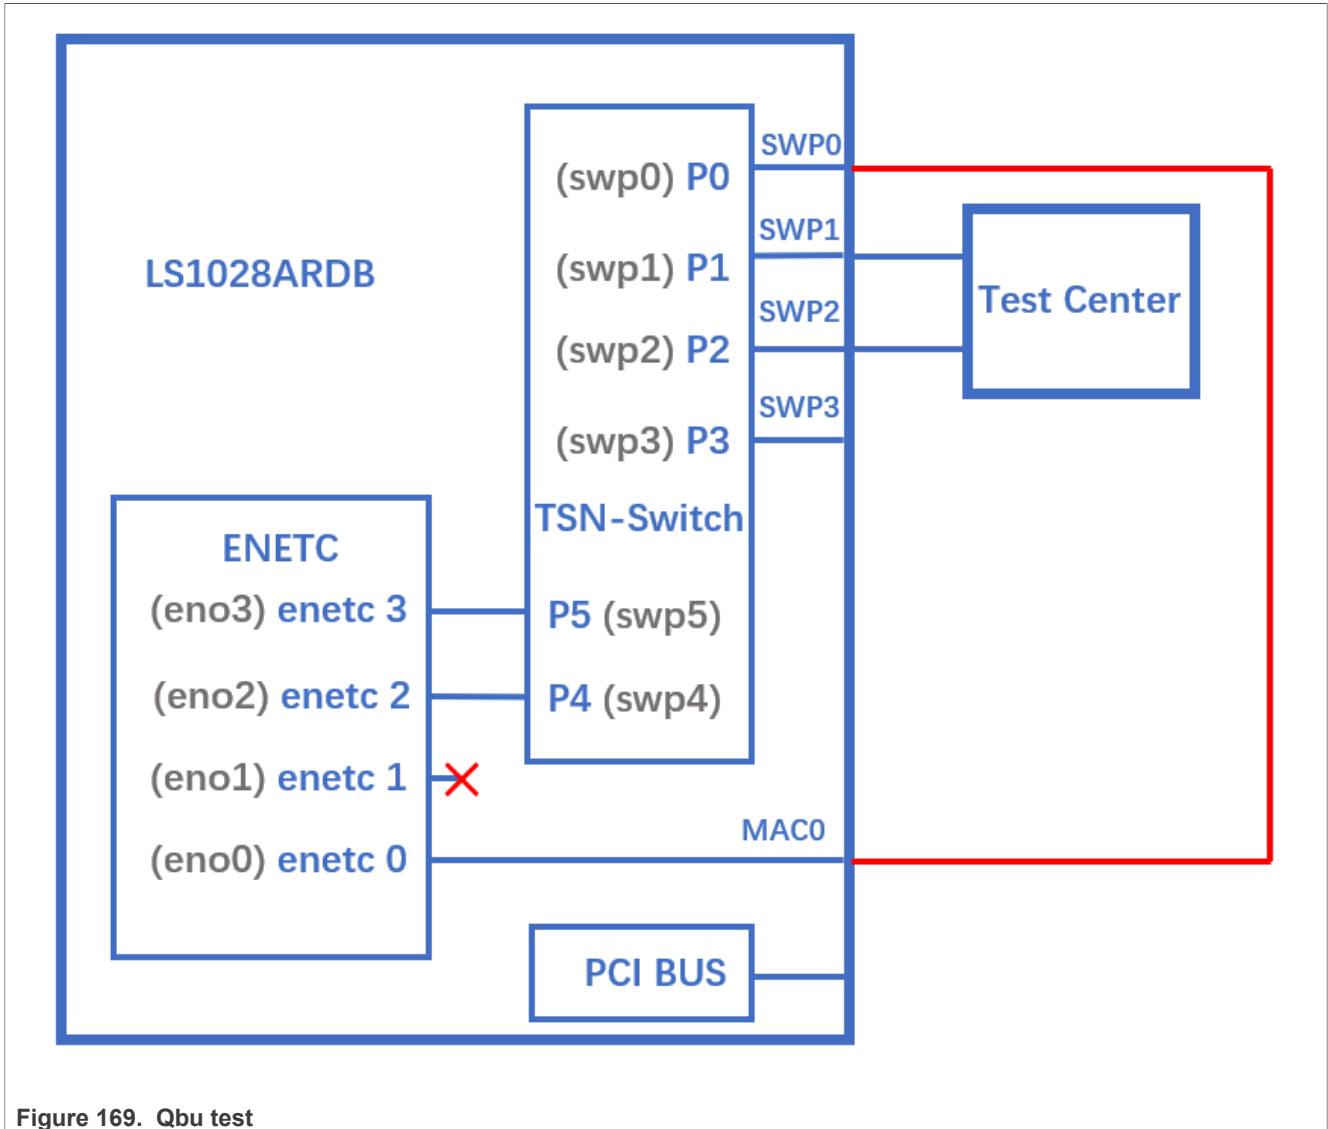 SWP0
(swp0) P0
SWP1
(swp1) P1
LS1028ARDB
Test Center
SWP2
(swp2) P2
SWP3
(swp3) P3
TSN-Switch
ENETC
(eno3) enetc 3
P5 (swp5)
(eno2) enetc 2
P4 (swp4)
(eno1) enetc 1
MAC0
(eno0) enetc 0
PCI BUS
Figure 169. Qbu test